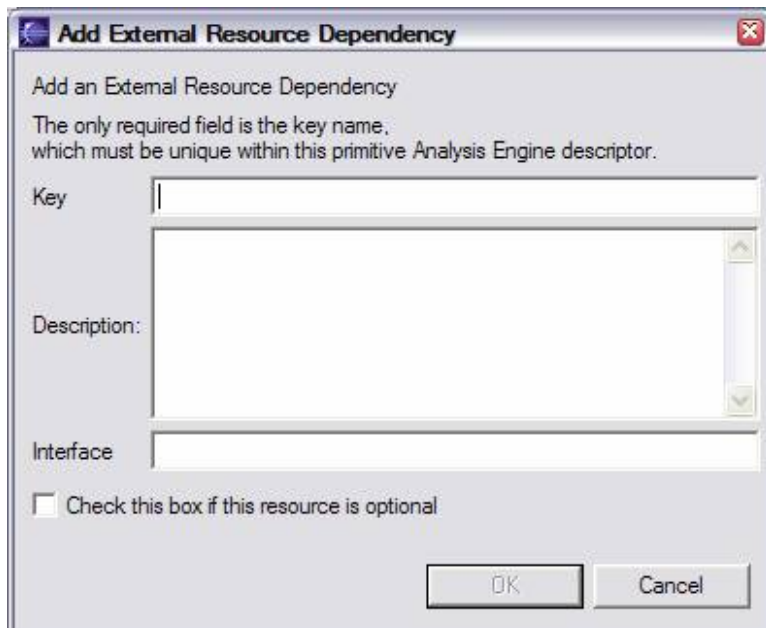 Add External Resource Dependency
Add an External Resource Dependency
The only required field is the key name,
which must be unique within this primitive Analysis Engine descriptor.
Key
Description:
Interface
Check this box if this resource is optional
OK
Cancel